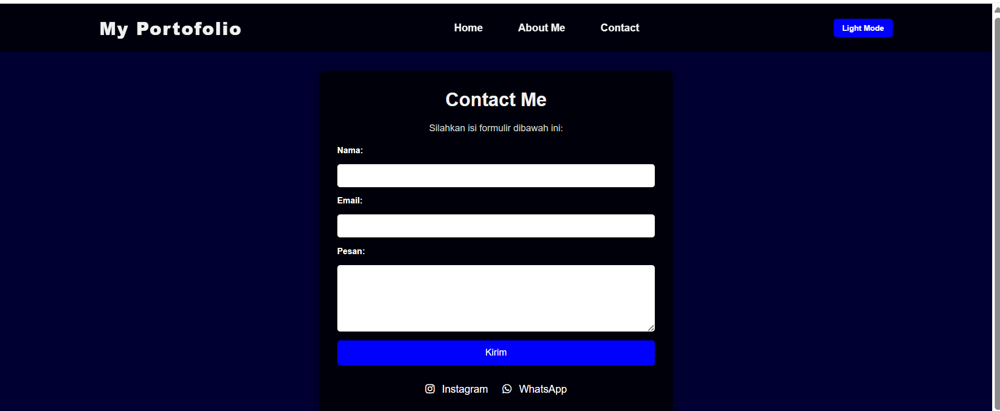 My Portofolio
Home About Me Contact
Light Mode
Contact Me
Silahkan isi formulir dibawah ini:
Nama:
Email:
Pesan:
Kirim
Instagram WhatsApp